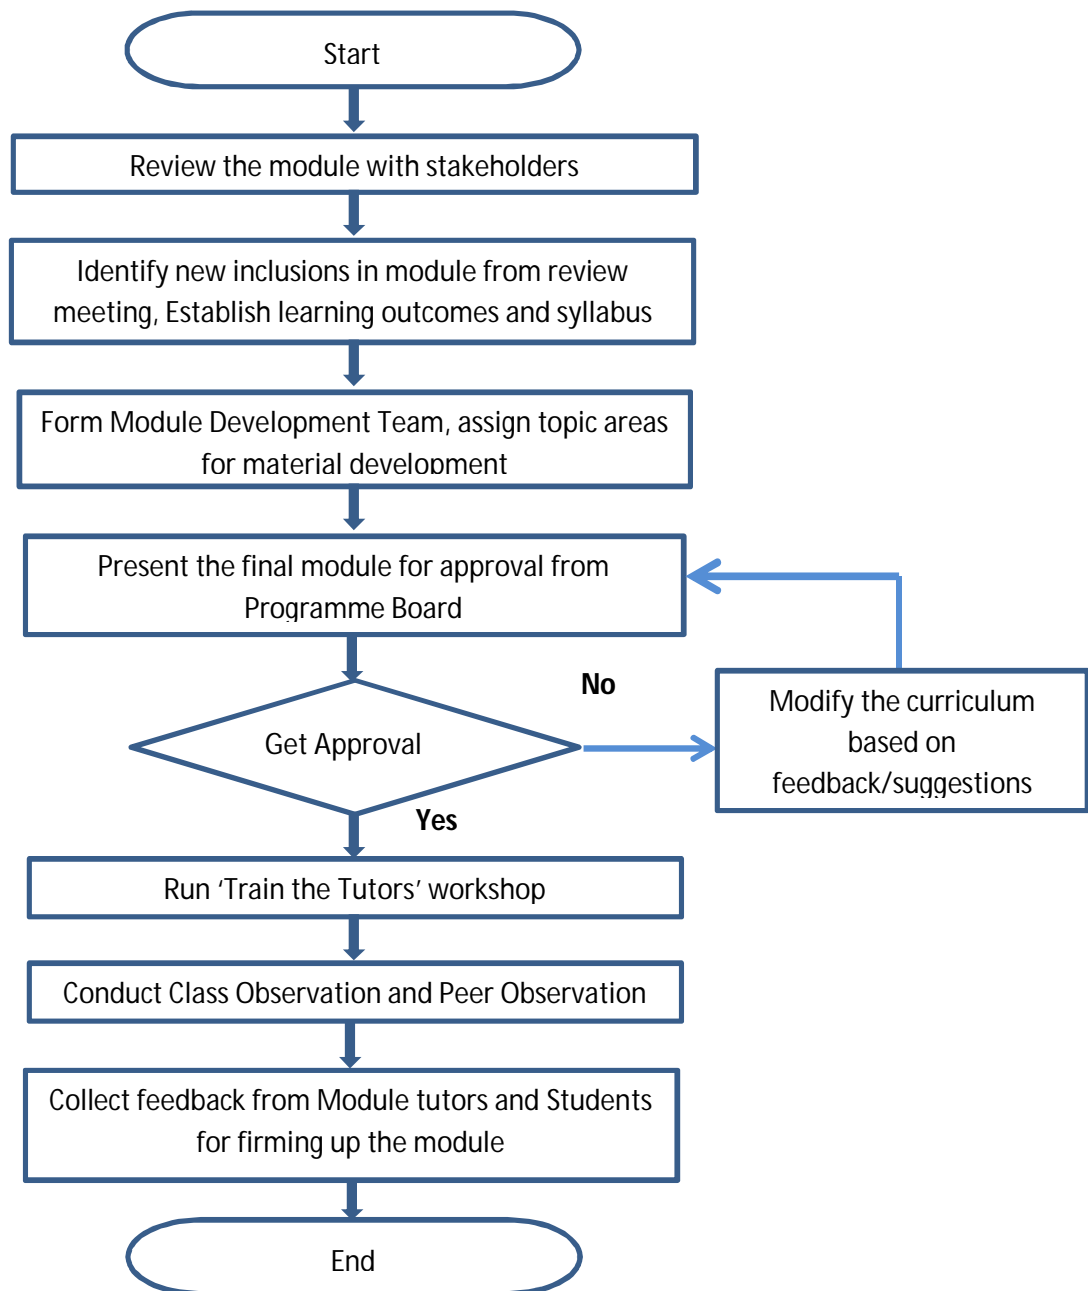 Start
Review the module with stakeholders
Identify new inclusions in module from review
meeting, Establish learning outcomes and syllabus
Form Module Development Team, assign topic areas
for material development
Present the final module for approval from
Programme Board
No
Modify the curriculum
based on
feedback/suggestions
Get Approval
Yes
Run ‘Train the Tutors’ workshop
Conduct Class Observation and Peer Observation
Collect feedback from Module tutors and Students
for firming up the module
End